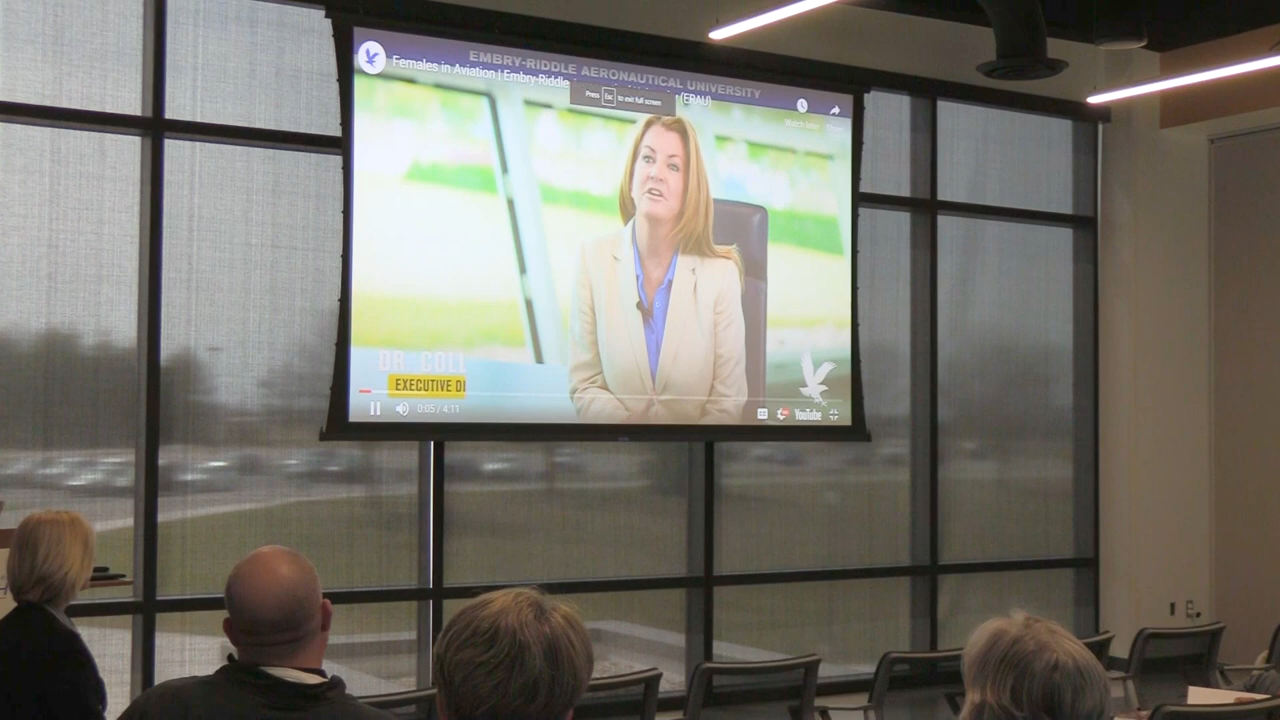 EMBRY-RIDDLE AERONAUTICAL UNIVERSITY
Females in Aviation | Embry-Riddle
(ERAU)
Press Esc to exit full screen
Watch later
DR. COLL
EXECUTIVE DI
0:05 / 4:11
CC
YouTube